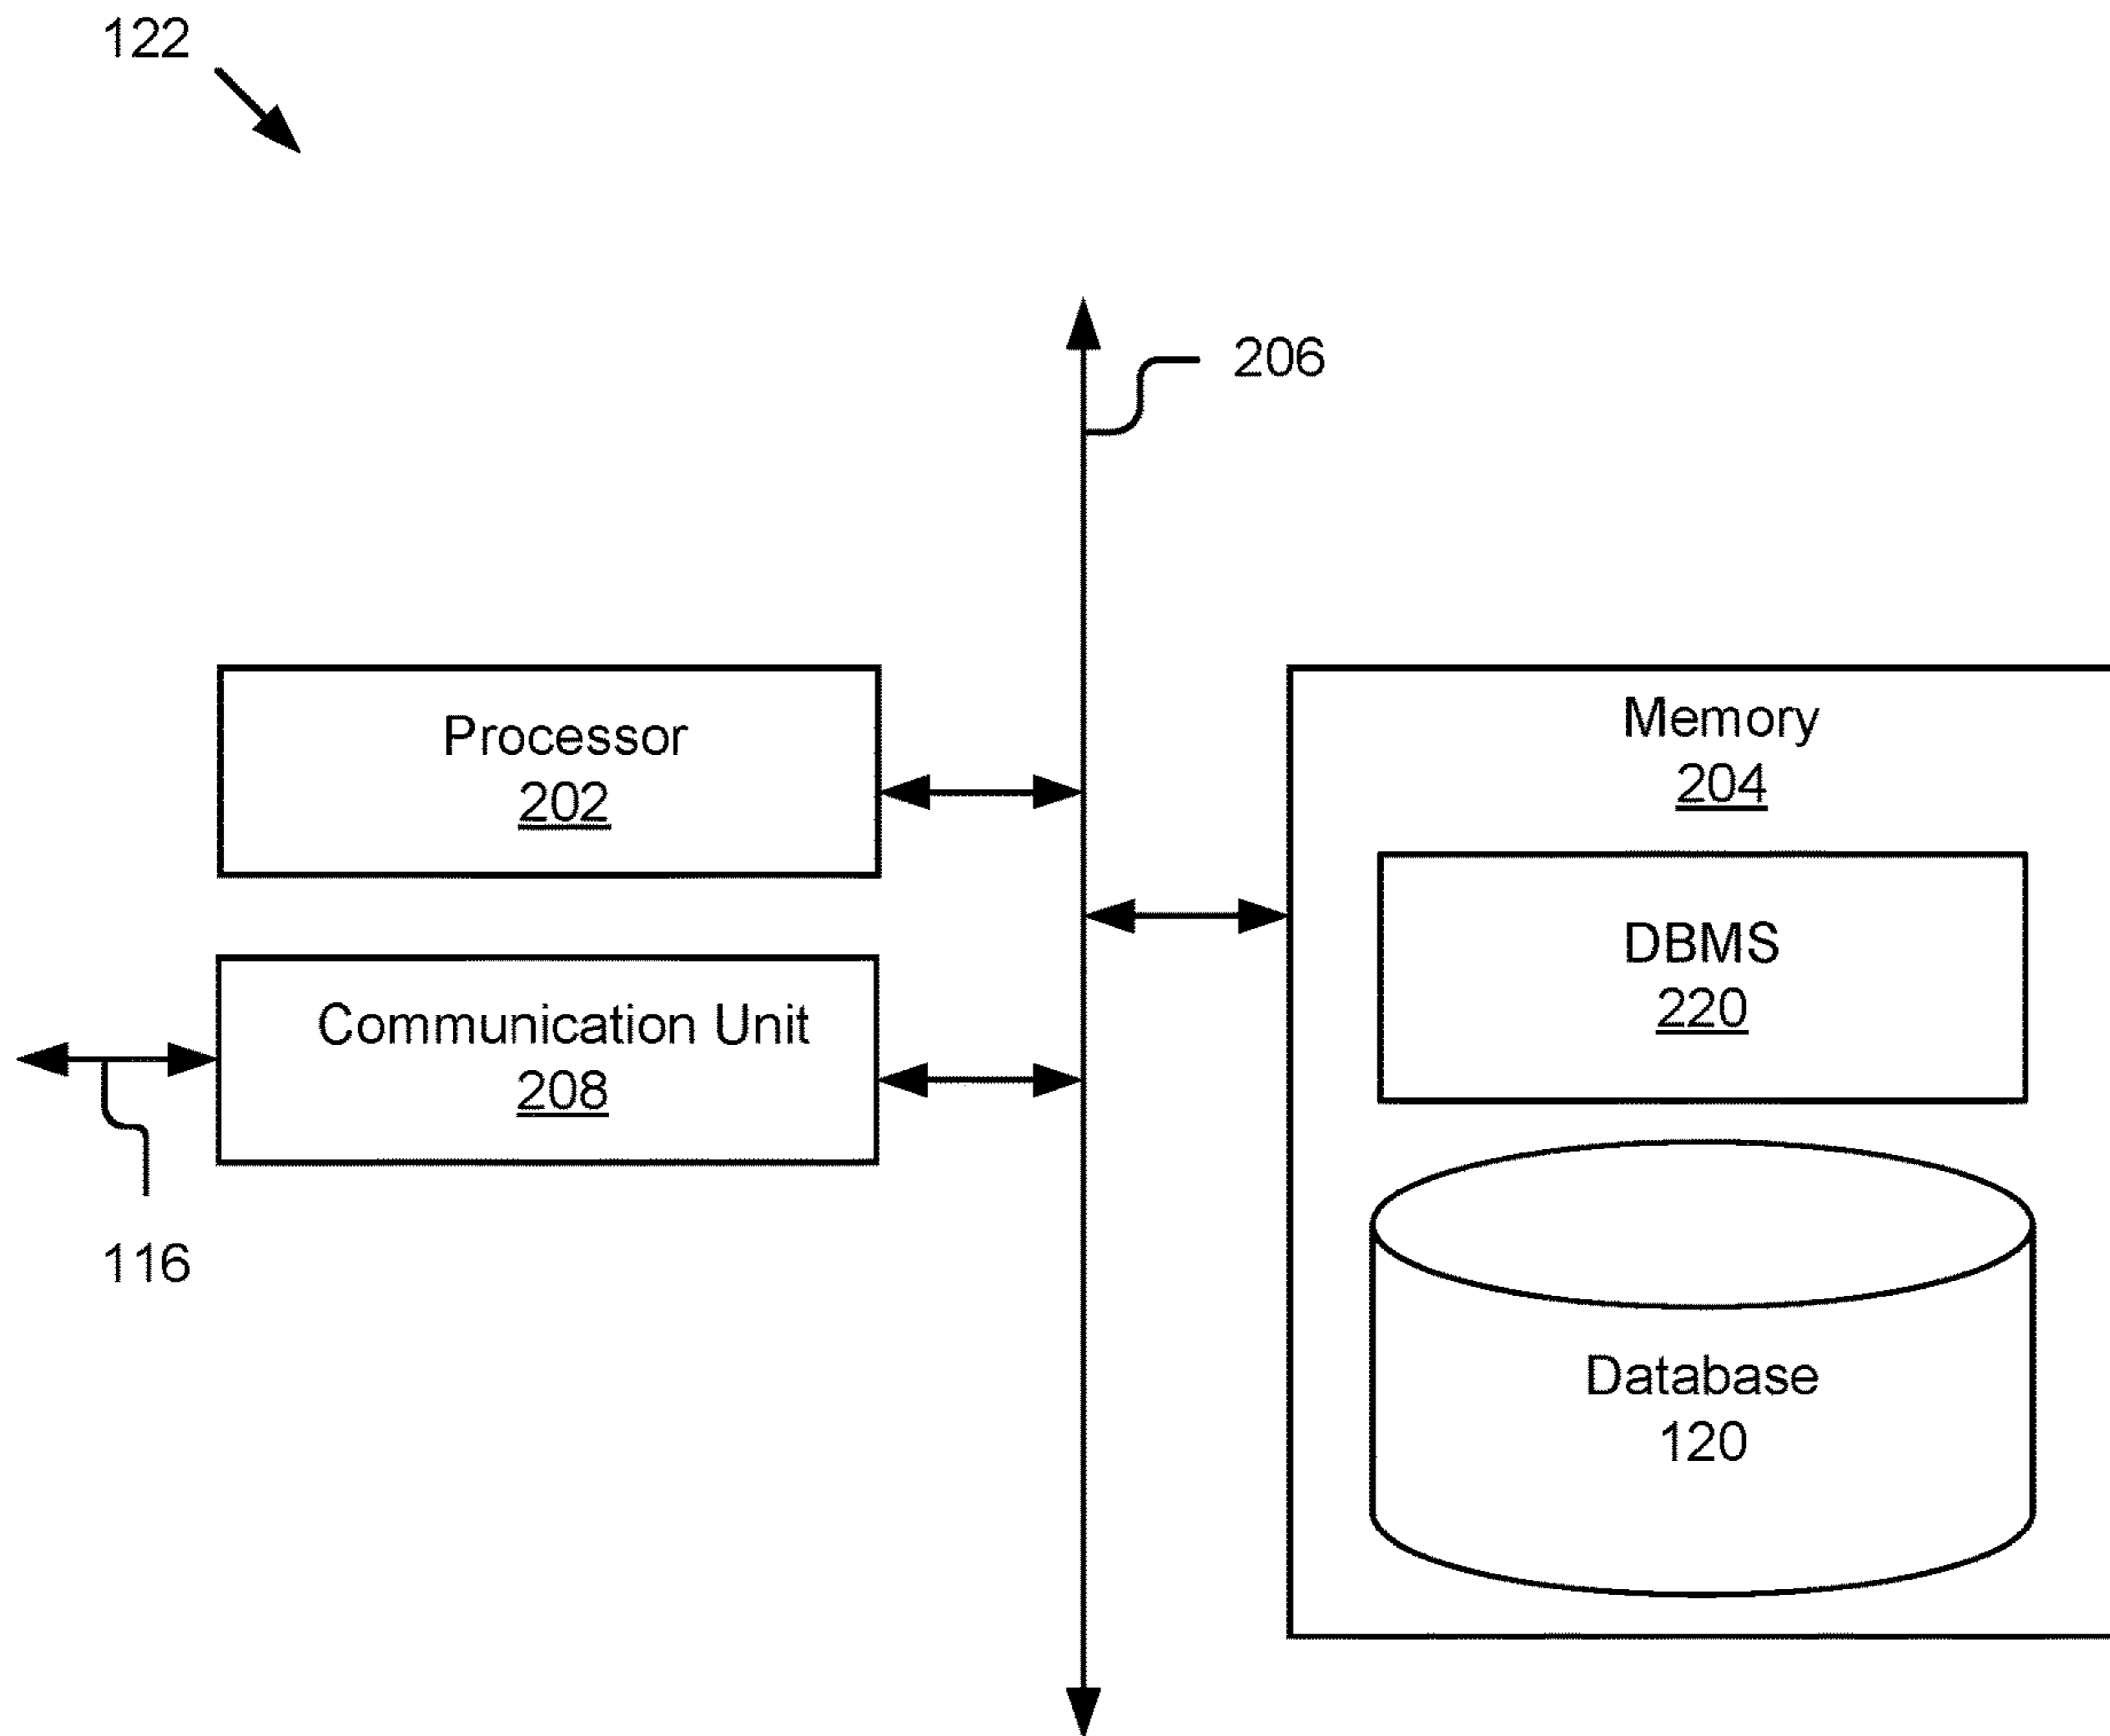 122
206
Processor
202
Memory
204
DBMS
220
Communication Unit
208
116
Database
120